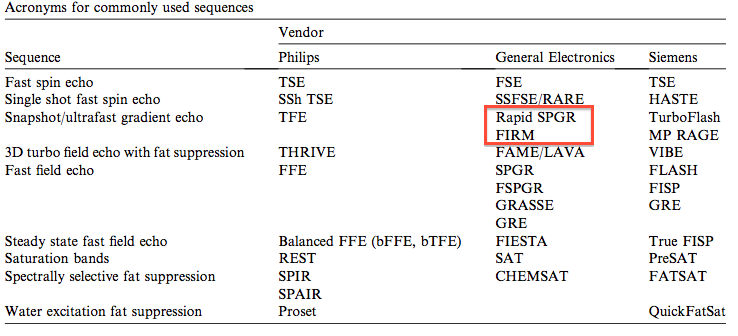 Acronyms for commonly used sequences
Vendor
Sequence Philips General Electronics Siemens
Fast spin echo TSE FSE TSE
Single shot fast spin echo SSh TSE SSFSE/RARE HASTE
Snapshot/ultrafast gradient echo TFE Rapid SPGR TurboFlash
FIRM MP RAGE
3D turbo field echo with fat suppression THRIVE FAME/LAVA VIBE
Fast field echo FFE SPGR FLASH
FSPGR FISP
GRASSE GRE
GRE
Steady state fast field echo Balanced FFE (bFFE, bTFE) FIESTA True FISP
Saturation bands REST SAT PreSAT
Spectrally selective fat suppression SPIR CHEMSAT FATSAT
SPAIR
Water excitation fat suppression Proset QuickFatSat